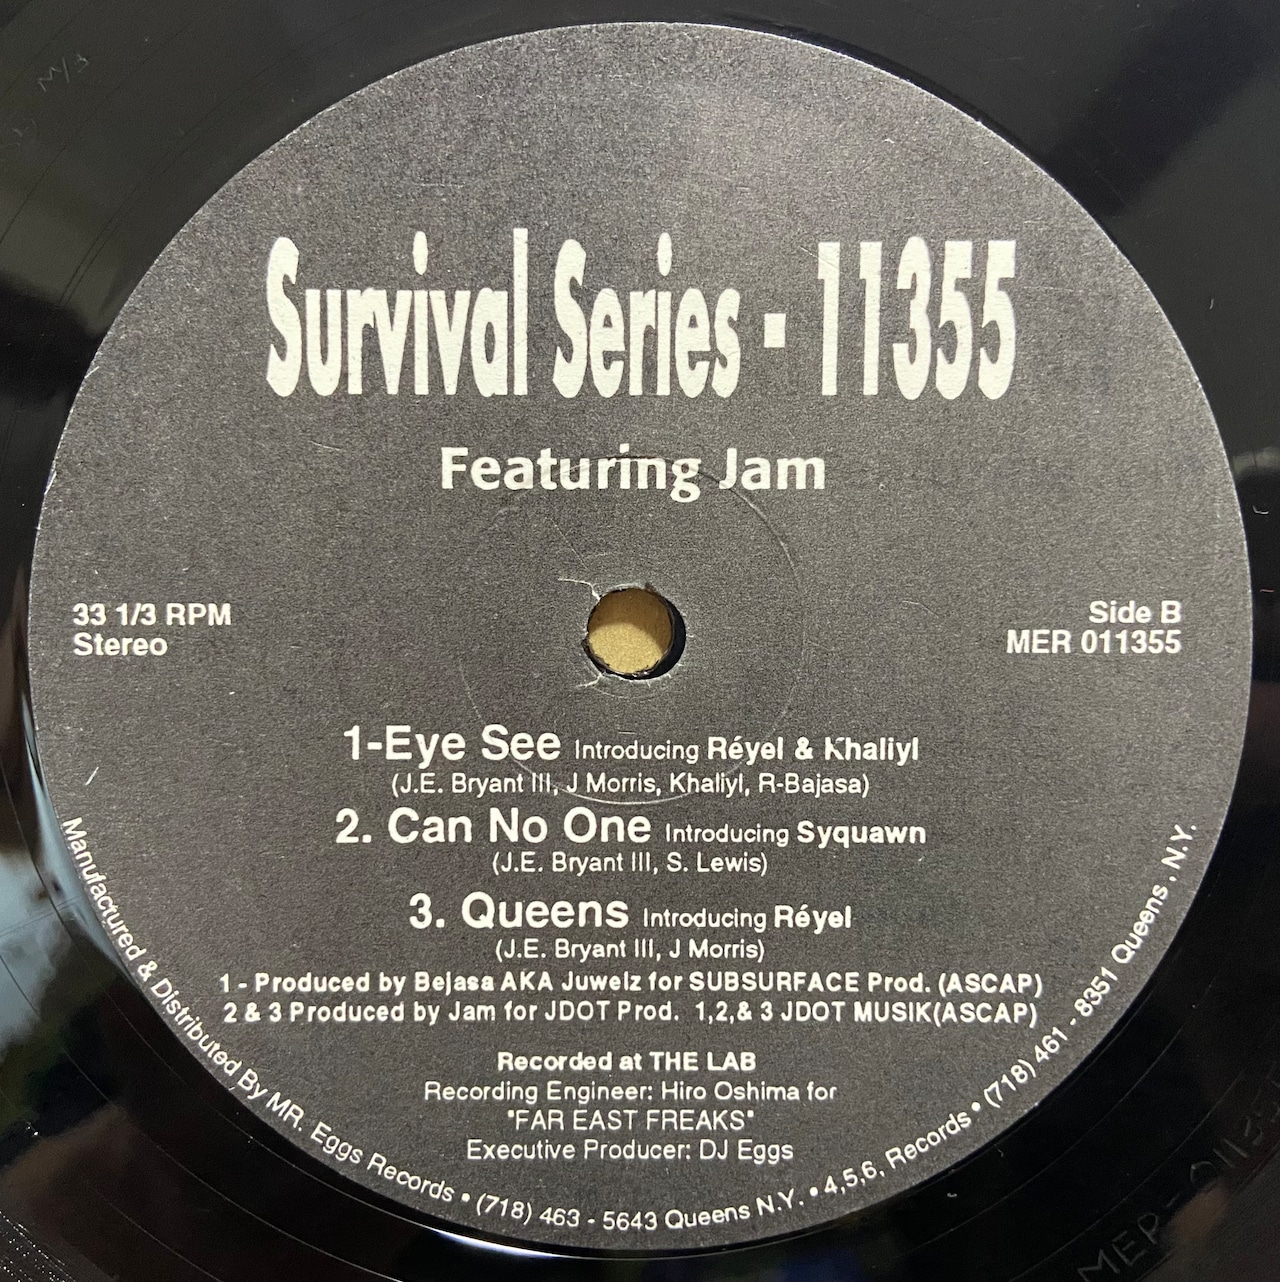 Survival Series - 11355
Featuring Jam
33 1/3 RPM
Stereo
Side B
MER 011355
1-Eye See Introducing Réyel & Khaliyl
(J.E. Bryant III, J Morris, Khaliyl, R-Bajasa)
2. Can No One Introducing Syquawn
(J.E. Bryant III, S. Lewis)
3. Queens Introducing Réyel
(J.E. Bryant III, J Morris)
1 - Produced by Bejasa AKA Juwelz for SUBSURFACE Prod. (ASCAP)
2 & 3 Produced by Jam for JDOT Prod. 1,2,& 3 JDOT MUSIK(ASCAP)
Recorded at THE LAB
Recording Engineer: Hiro Oshima for
"FAR EAST FREAKS"
Executive Producer: DJ Eggs
Manufactured & Distributed By MR. Eggs Records • (718) 463 - 5643 Queens N.Y. • 4,5,6, Records • (718) 461 - 8351 Queens , N.Y.